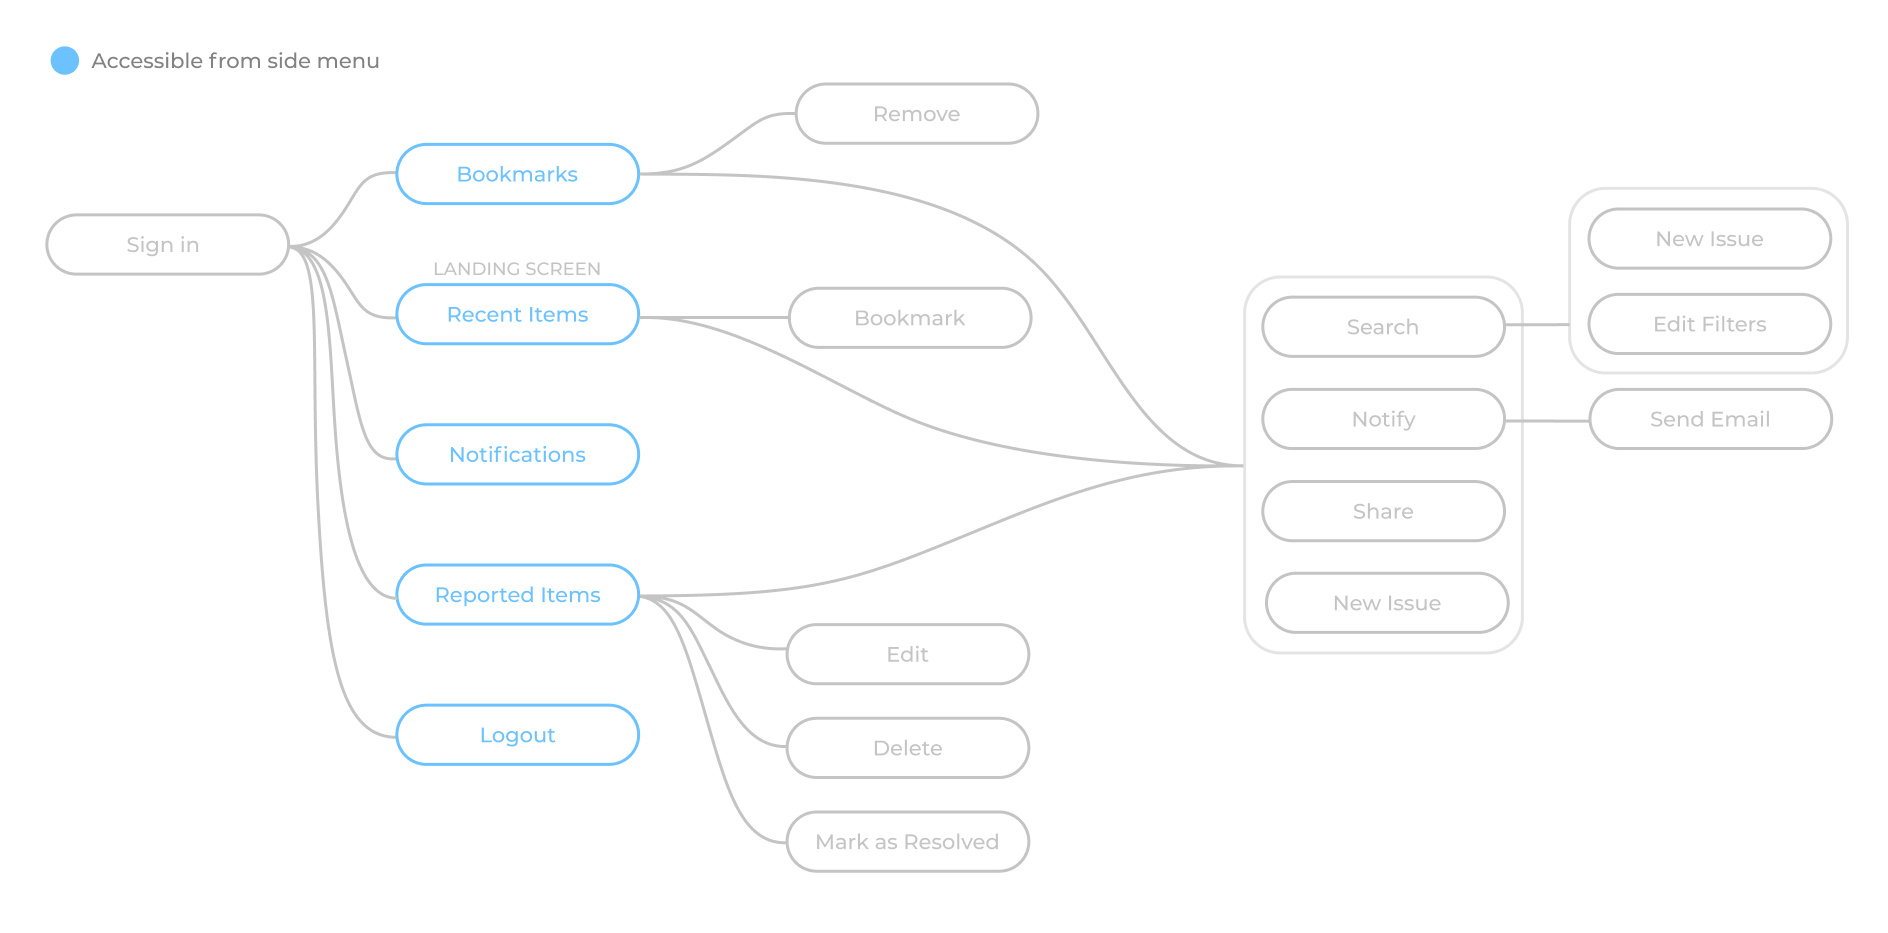 Accessible from side menu
Sign in
Bookmarks
LANDING SCREEN
Recent Items
Notifications
Reported Items
Logout
Remove
Bookmark
Edit
Delete
Mark as Resolved
Search
Notify
Share
New Issue
New Issue
Edit Filters
Send Email